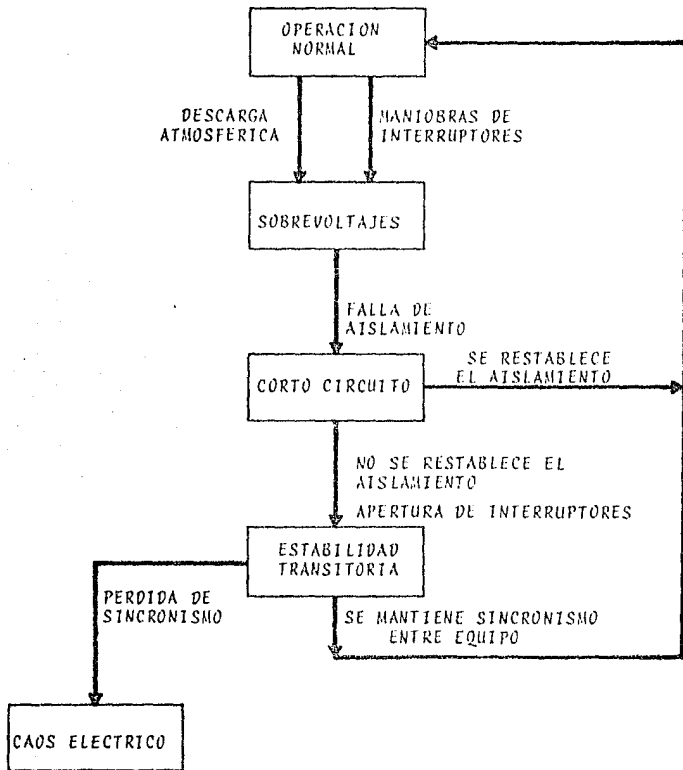 OPERACION
NORMAL
DESCARGA
ATMOSFERICA
MANIOBRAS DE
INTERRUPTORES
SOBREVOLTAJES
FALLA DE
AISLAMIENTO
SE RESTABLECE
EL AISLAMIENTO
CORTO CIRCUITO
NO SE RESTABLECE EL
AISLAMIENTO
APERTURA DE INTERRUPTORES
ESTABILIDAD
TRANSITORIA
PERDIDA DE
SINCRONISMO
SE MANTIENE SINCRONISMO
ENTRE EQUIPO
CAOS ELECTRICO